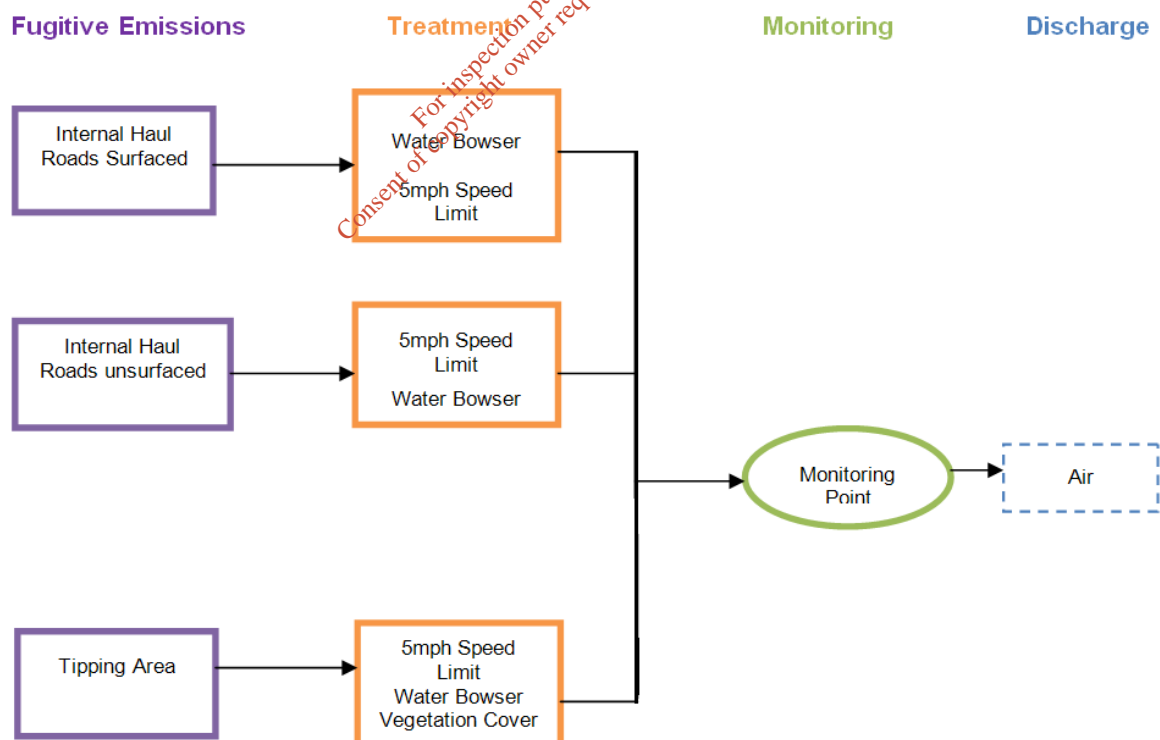 Fugitive Emissions
Treatment
Monitoring
Discharge
For inspection
Consent of copyright owner
Internal Haul
Roads Surfaced
Water Bowser
5mph Speed
Limit
Internal Haul
Roads unsurfaced
5mph Speed
Limit
Water Bowser
Monitoring
Point
Air
Tipping Area
5mph Speed
Limit
Water Bowser
Vegetation Cover